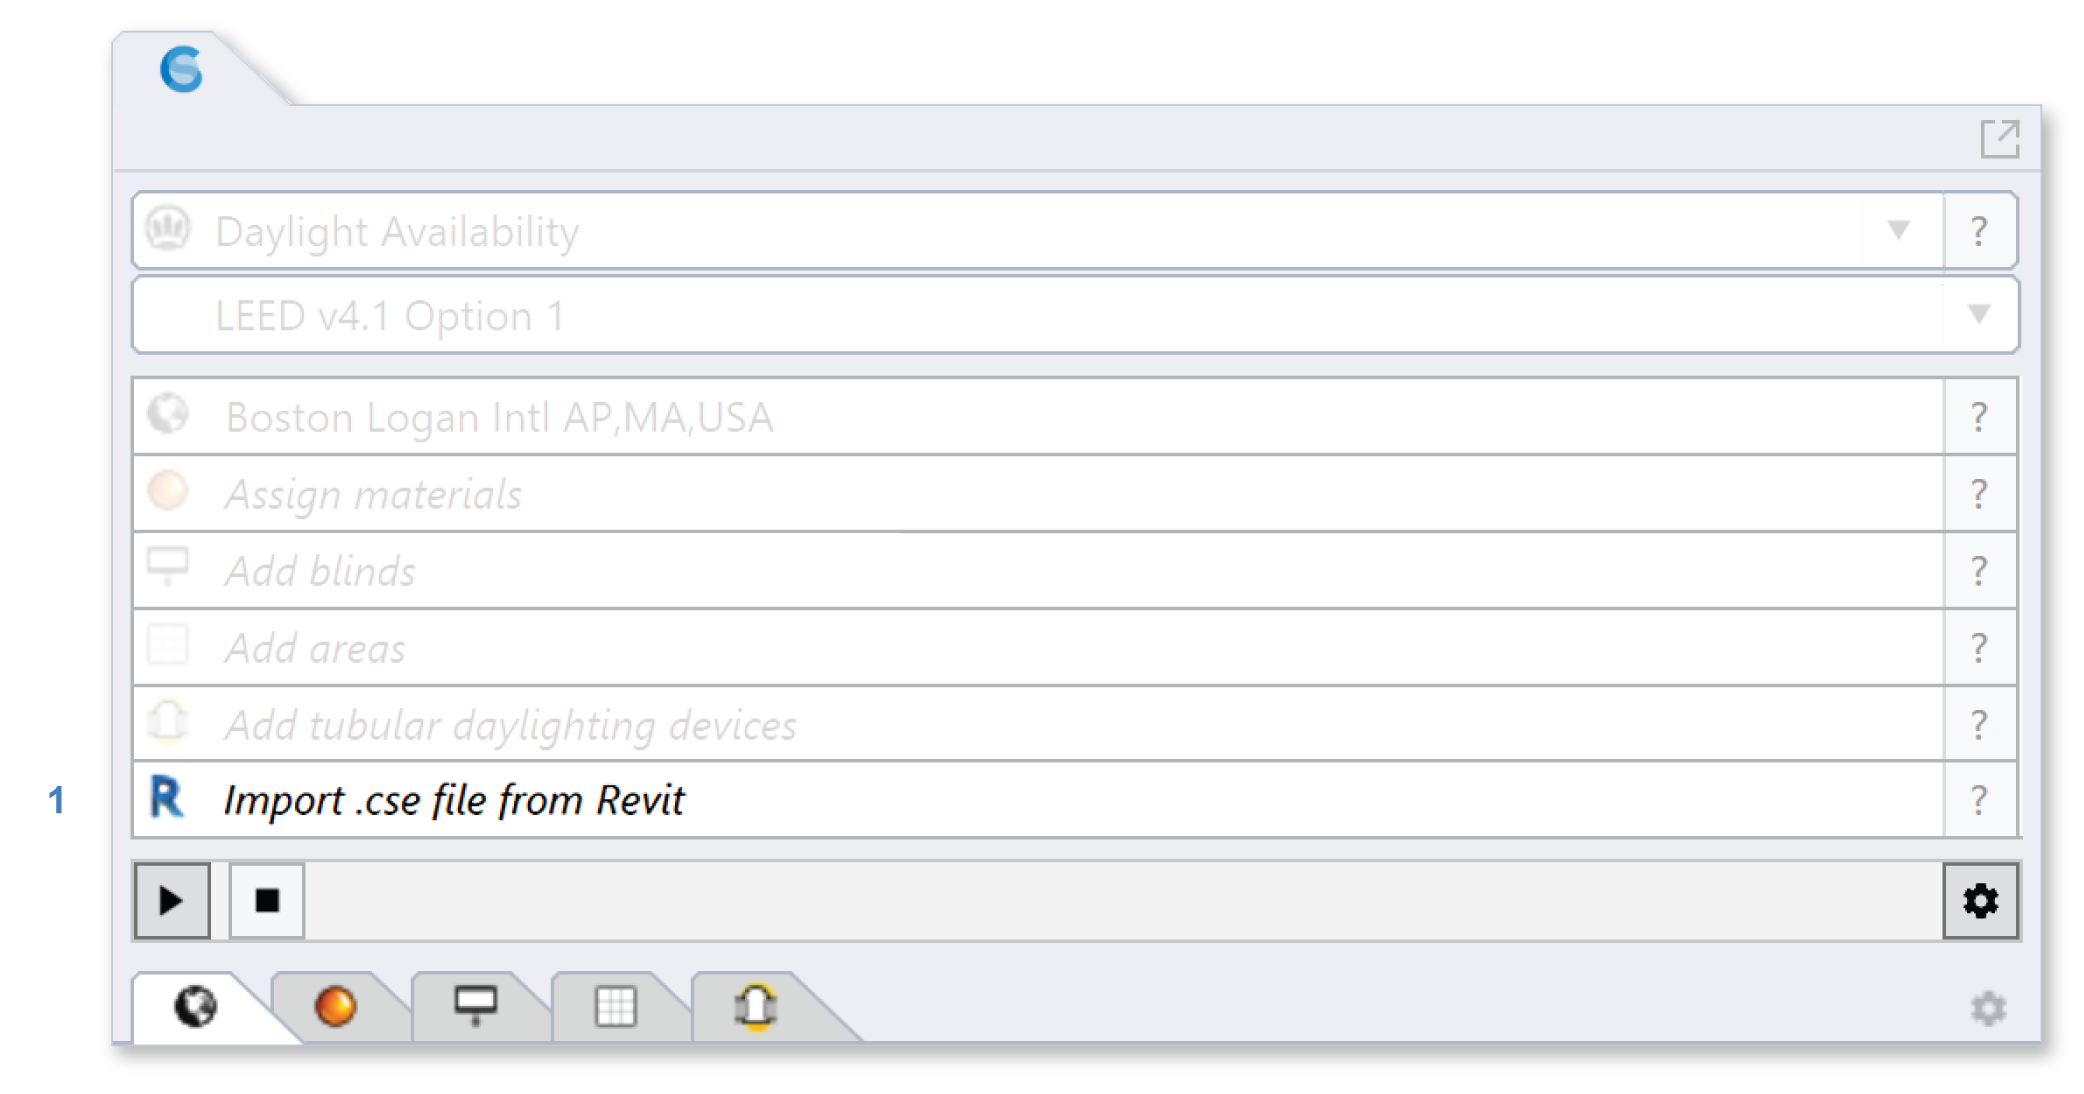 Daylight Availability ?
LEED v4.1 Option 1
Boston Logan Intl AP,MA,USA ?
Assign materials ?
Add blinds ?
Add areas ?
Add tubular daylighting devices ?
1 R Import .cse file from Revit ?